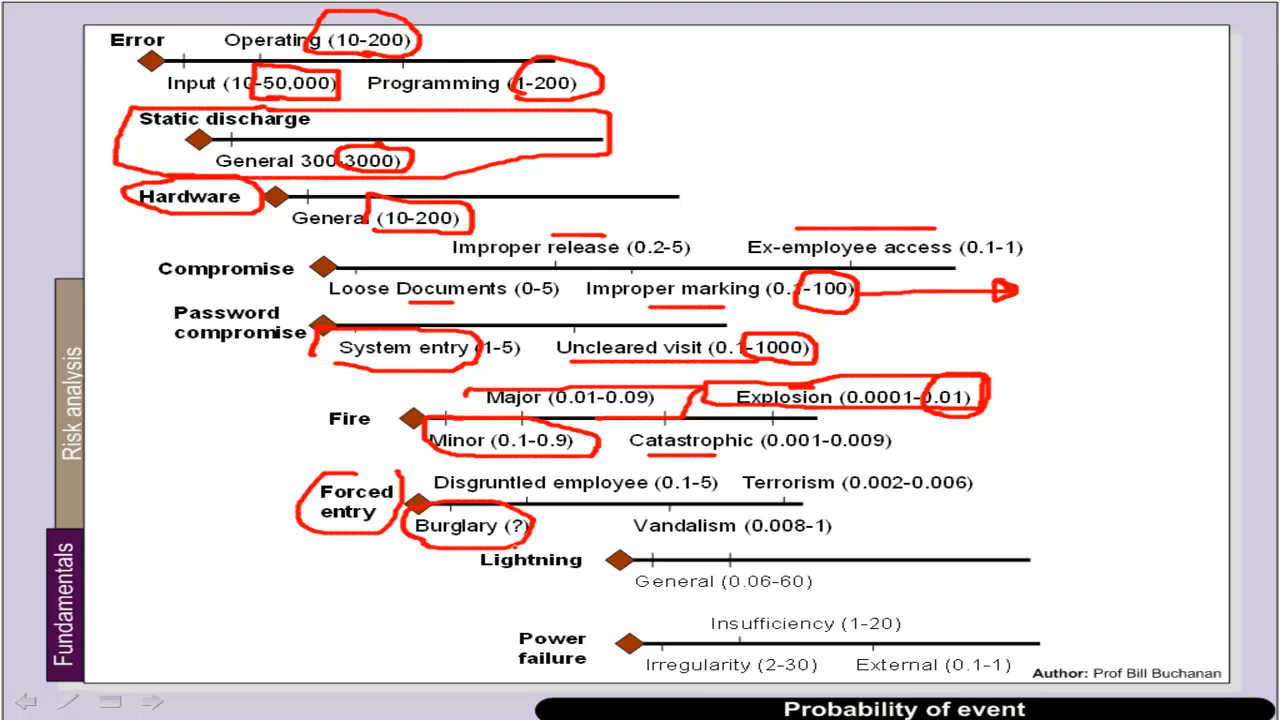 Error
Operating (10-200)
Input (10-50,000)
Programming (1-200)
Static discharge
General 300-3000)
Hardware
General (10-200)
Improper release (0.2-5)
Ex-employee access (0.1-1)
Compromise
Loose Documents (0-5)
Improper marking (0.1-100)
Password
compromise
System entry (1-5)
Uncleared visit (0.1-1000)
Major (0.01-0.09)
Explosion (0.0001-0.01)
Fire
Minor (0.1-0.9)
Catastrophic (0.001-0.009)
Disgruntled employee (0.1-5)
Terrorism (0.002-0.006)
Forced
entry
Burglary (?)
Vandalism (0.008-1)
Lightning
General (0.06-60)
Insufficiency (1-20)
Power
failure
Irregularity (2-30)
External (0.1-1)
Author: Prof Bill Buchanan
Risk analysis
Fundamentals
Probability of event